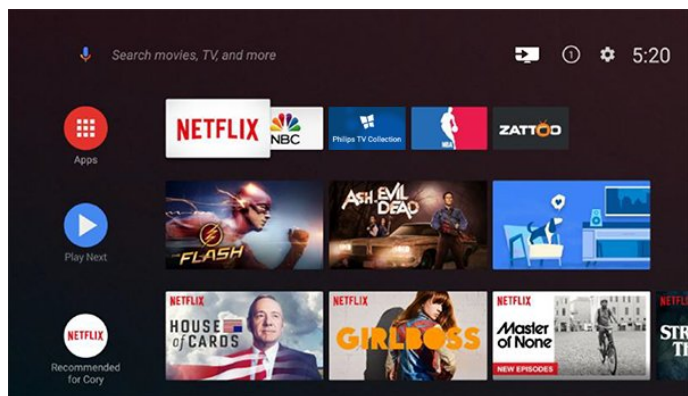 Search movies, TV, and more
1
5:20
Apps
NETFLIX
NBC
Philips TV Collection
NBA
ZATTOO
Play Next
THE
FLASH
ASH vs EVIL
DEAD
NETFLIX
Recommended
for Cory
NETFLIX
HOUSE
of CARDS
NETFLIX
GIRLBOSS
NETFLIX
Master
of None
NEW EPISODES
NETFLIX
STR
TH